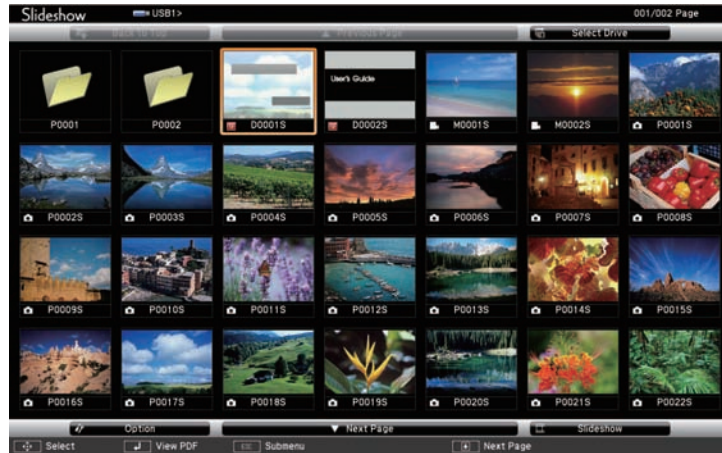 Slideshow USB1> 001/002 Page
Back to Top Previous Page Select Drive
User's Guide
P0001 P0002 D0001S D0002S M0001S M0002S P0001S
P0002S P0003S P0004S P0005S P0006S P0007S P0008S
P0009S P0010S P0011S P0012S P0013S P0014S P0015S
P0016S P0017S P0018S P0019S P0020S P0021S P0022S
Option Next Page Slideshow
Select View PDF ESC Submenu Next Page